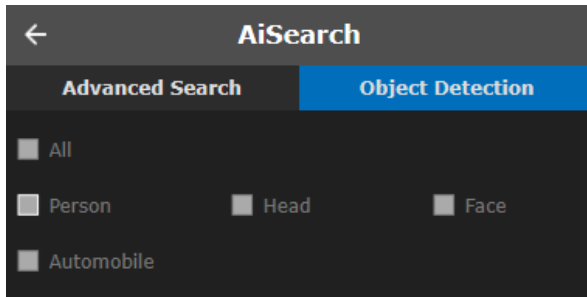 AiSearch
Advanced Search Object Detection
All
Person Head Face
Automobile